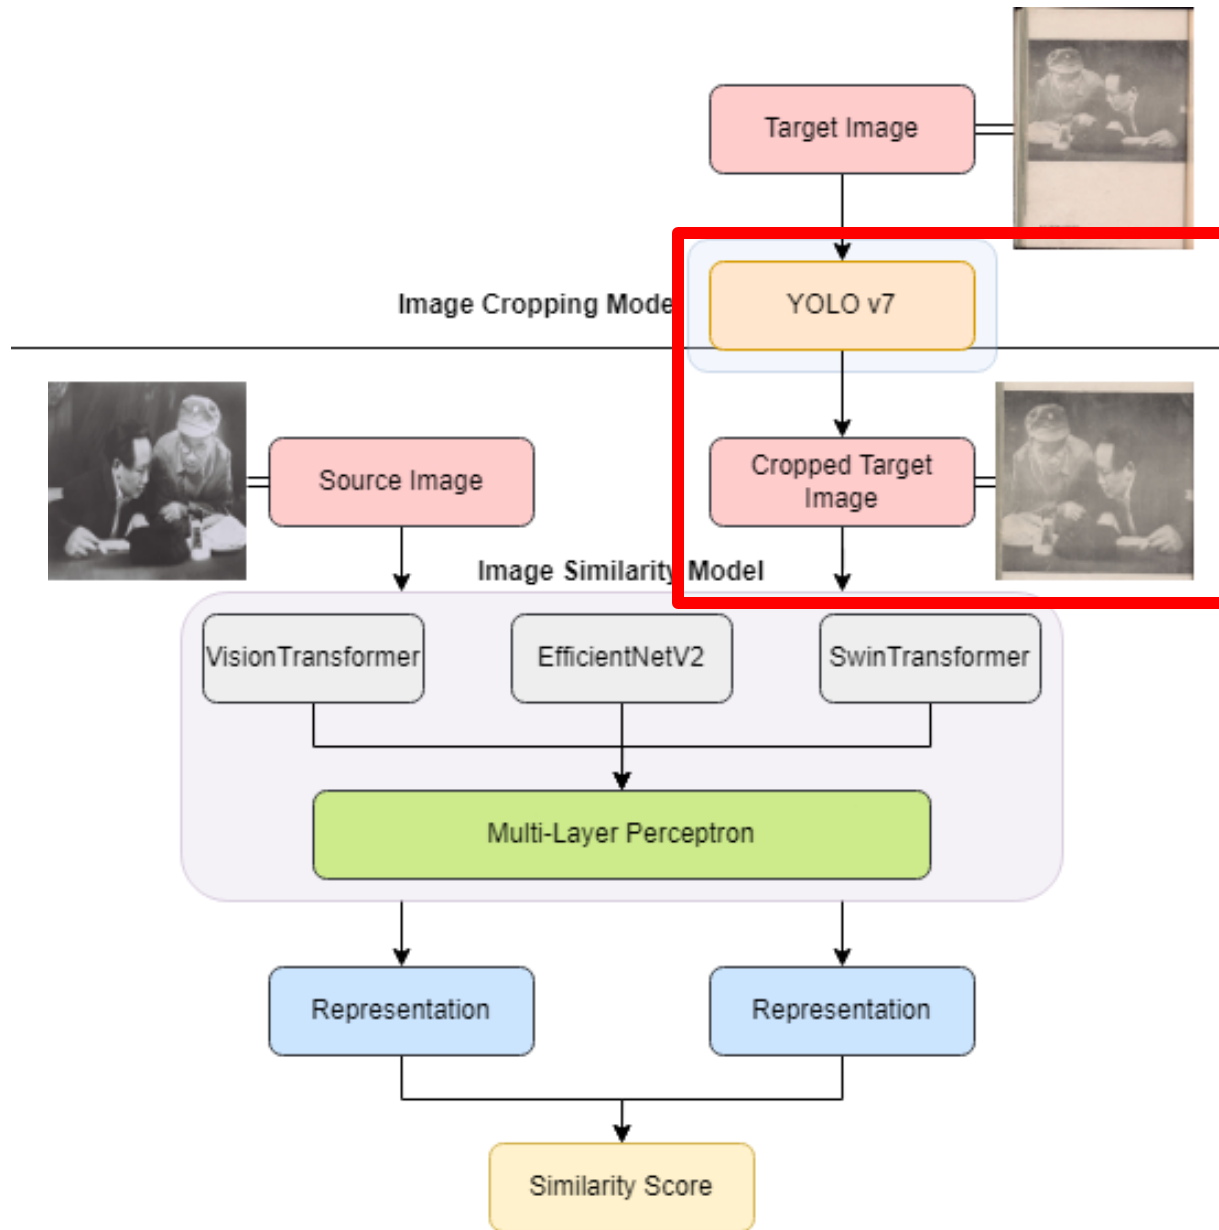 Target Image
Image Cropping Mode
YOLO v7
Source Image
Cropped Target
Image
Image Similarity Model
VisionTransformer
EfficientNetV2
SwinTransformer
Multi-Layer Perceptron
Representation
Representation
Similarity Score